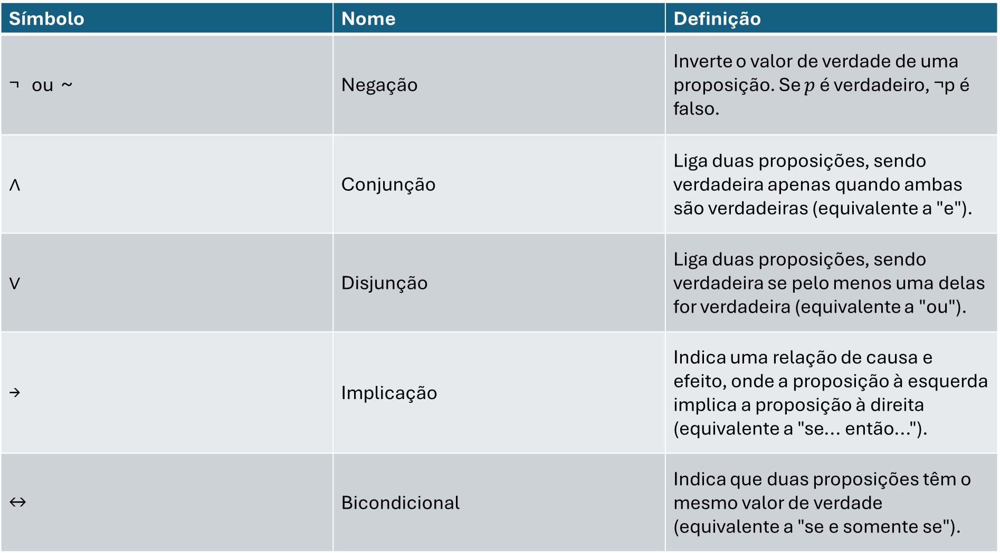 Símbolo
Nome
Definição
¬ ou ~
Negação
Inverte o valor de verdade de uma
proposição. Se p é verdadeiro, ¬p é
falso.
∧
Conjunção
Liga duas proposições, sendo
verdadeira apenas quando ambas
são verdadeiras (equivalente a "e").
∨
Disjunção
Liga duas proposições, sendo
verdadeira se pelo menos uma delas
for verdadeira (equivalente a "ou").
→
Implicação
Indica uma relação de causa e
efeito, onde a proposição à esquerda
implica a proposição à direita
(equivalente a "se... então...").
↔
Bicondicional
Indica que duas proposições têm o
mesmo valor de verdade
(equivalente a "se e somente se").